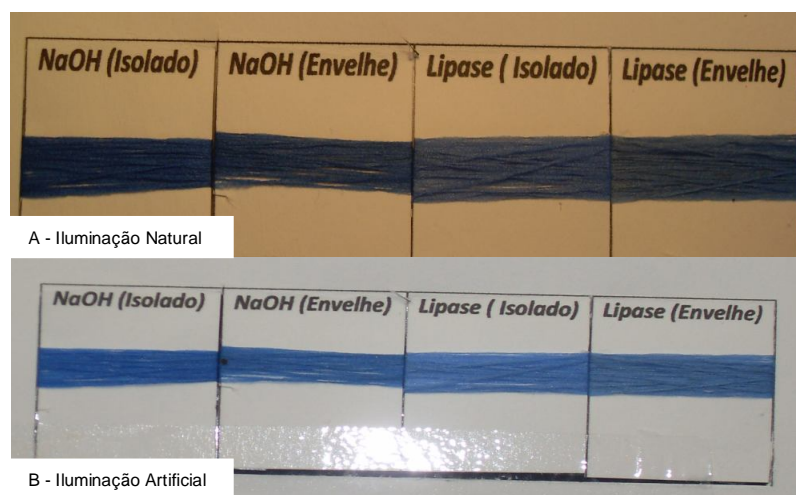 NaOH (Isolado) NaOH (Envelhe) Lipase ( Isolado) Lipase (Envelhe)
A - Iluminação Natural
NaOH (Isolado) NaOH (Envelhe) Lipase ( Isolado) Lipase (Envelhe)
B - Iluminação Artificial